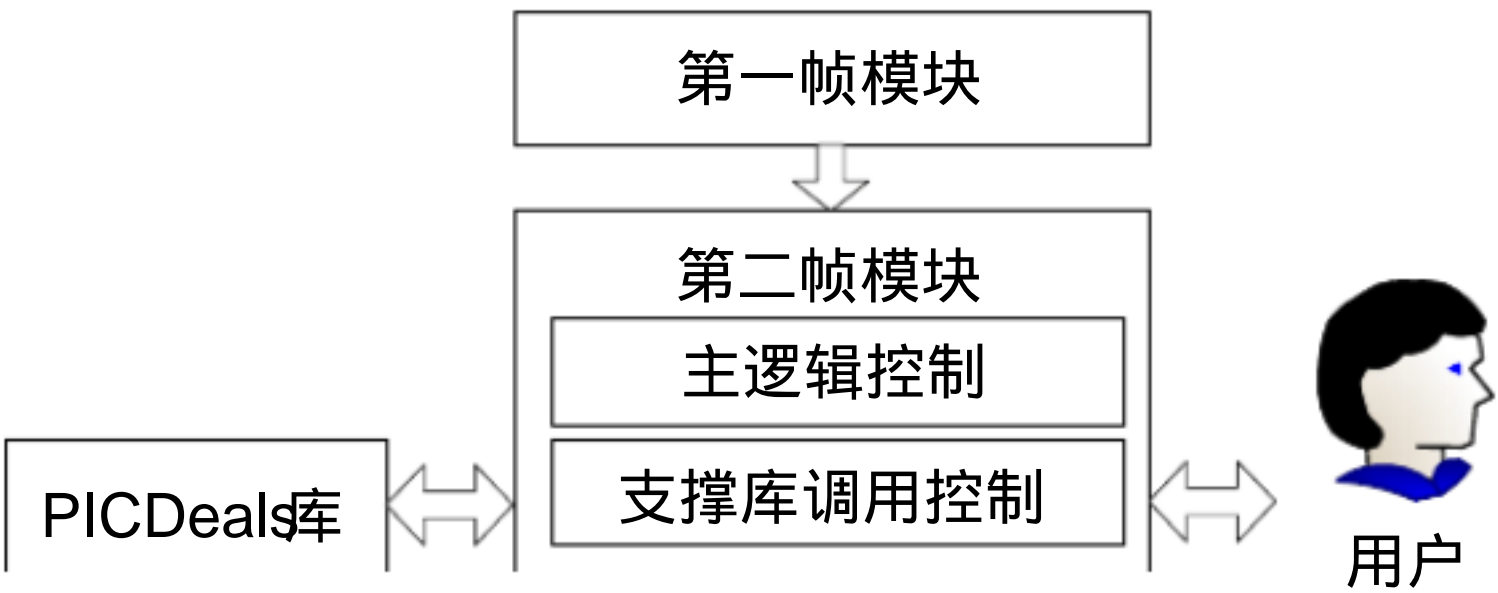 第一帧模块
第二帧模块
主逻辑控制
支撑库调用控制
PICDeals库
用户